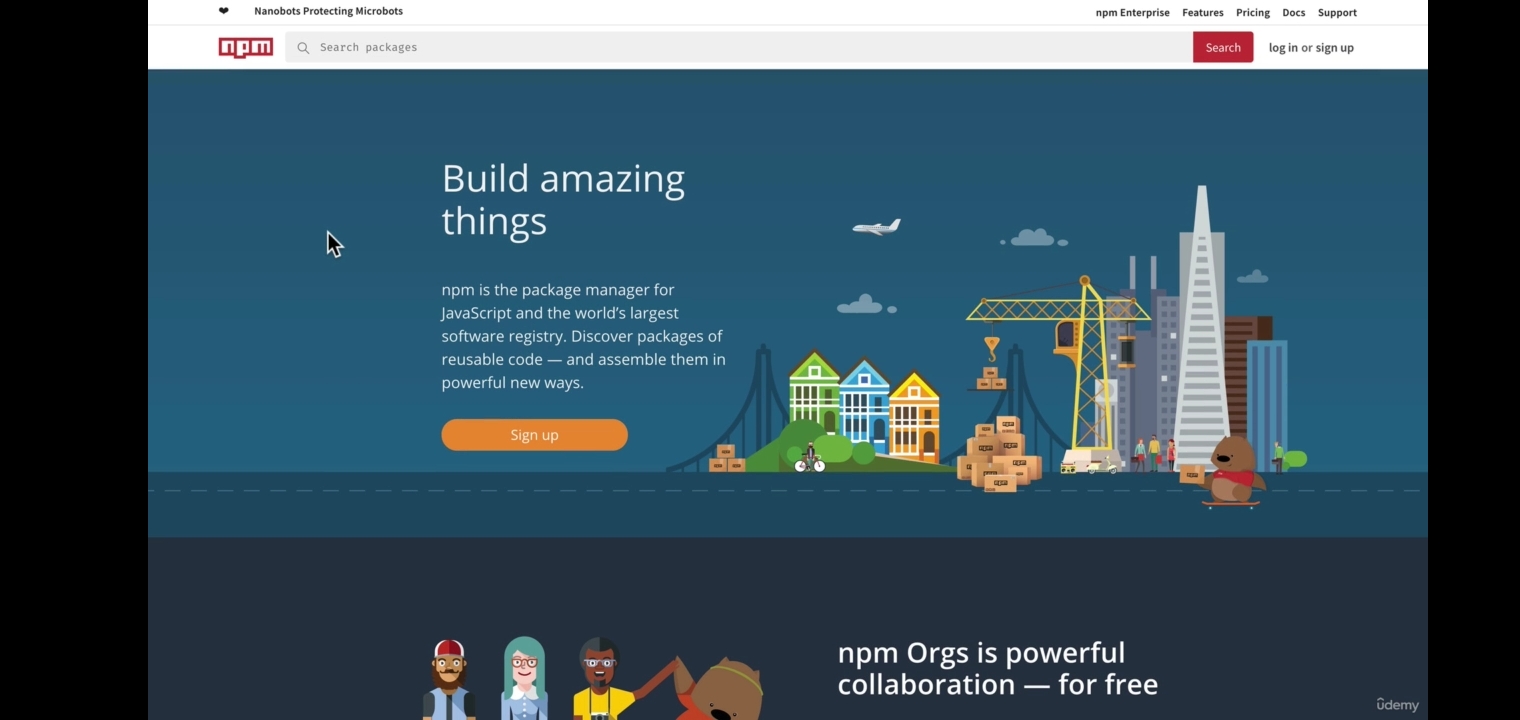 ❤ Nanobots Protecting Microbots
npm Enterprise Features Pricing Docs Support
npm
Search packages
Search
log in or sign up
Build amazing
things
npm is the package manager for
JavaScript and the world’s largest
software registry. Discover packages of
reusable code — and assemble them in
powerful new ways.
Sign up
npm Orgs is powerful
collaboration — for free
ûdemy